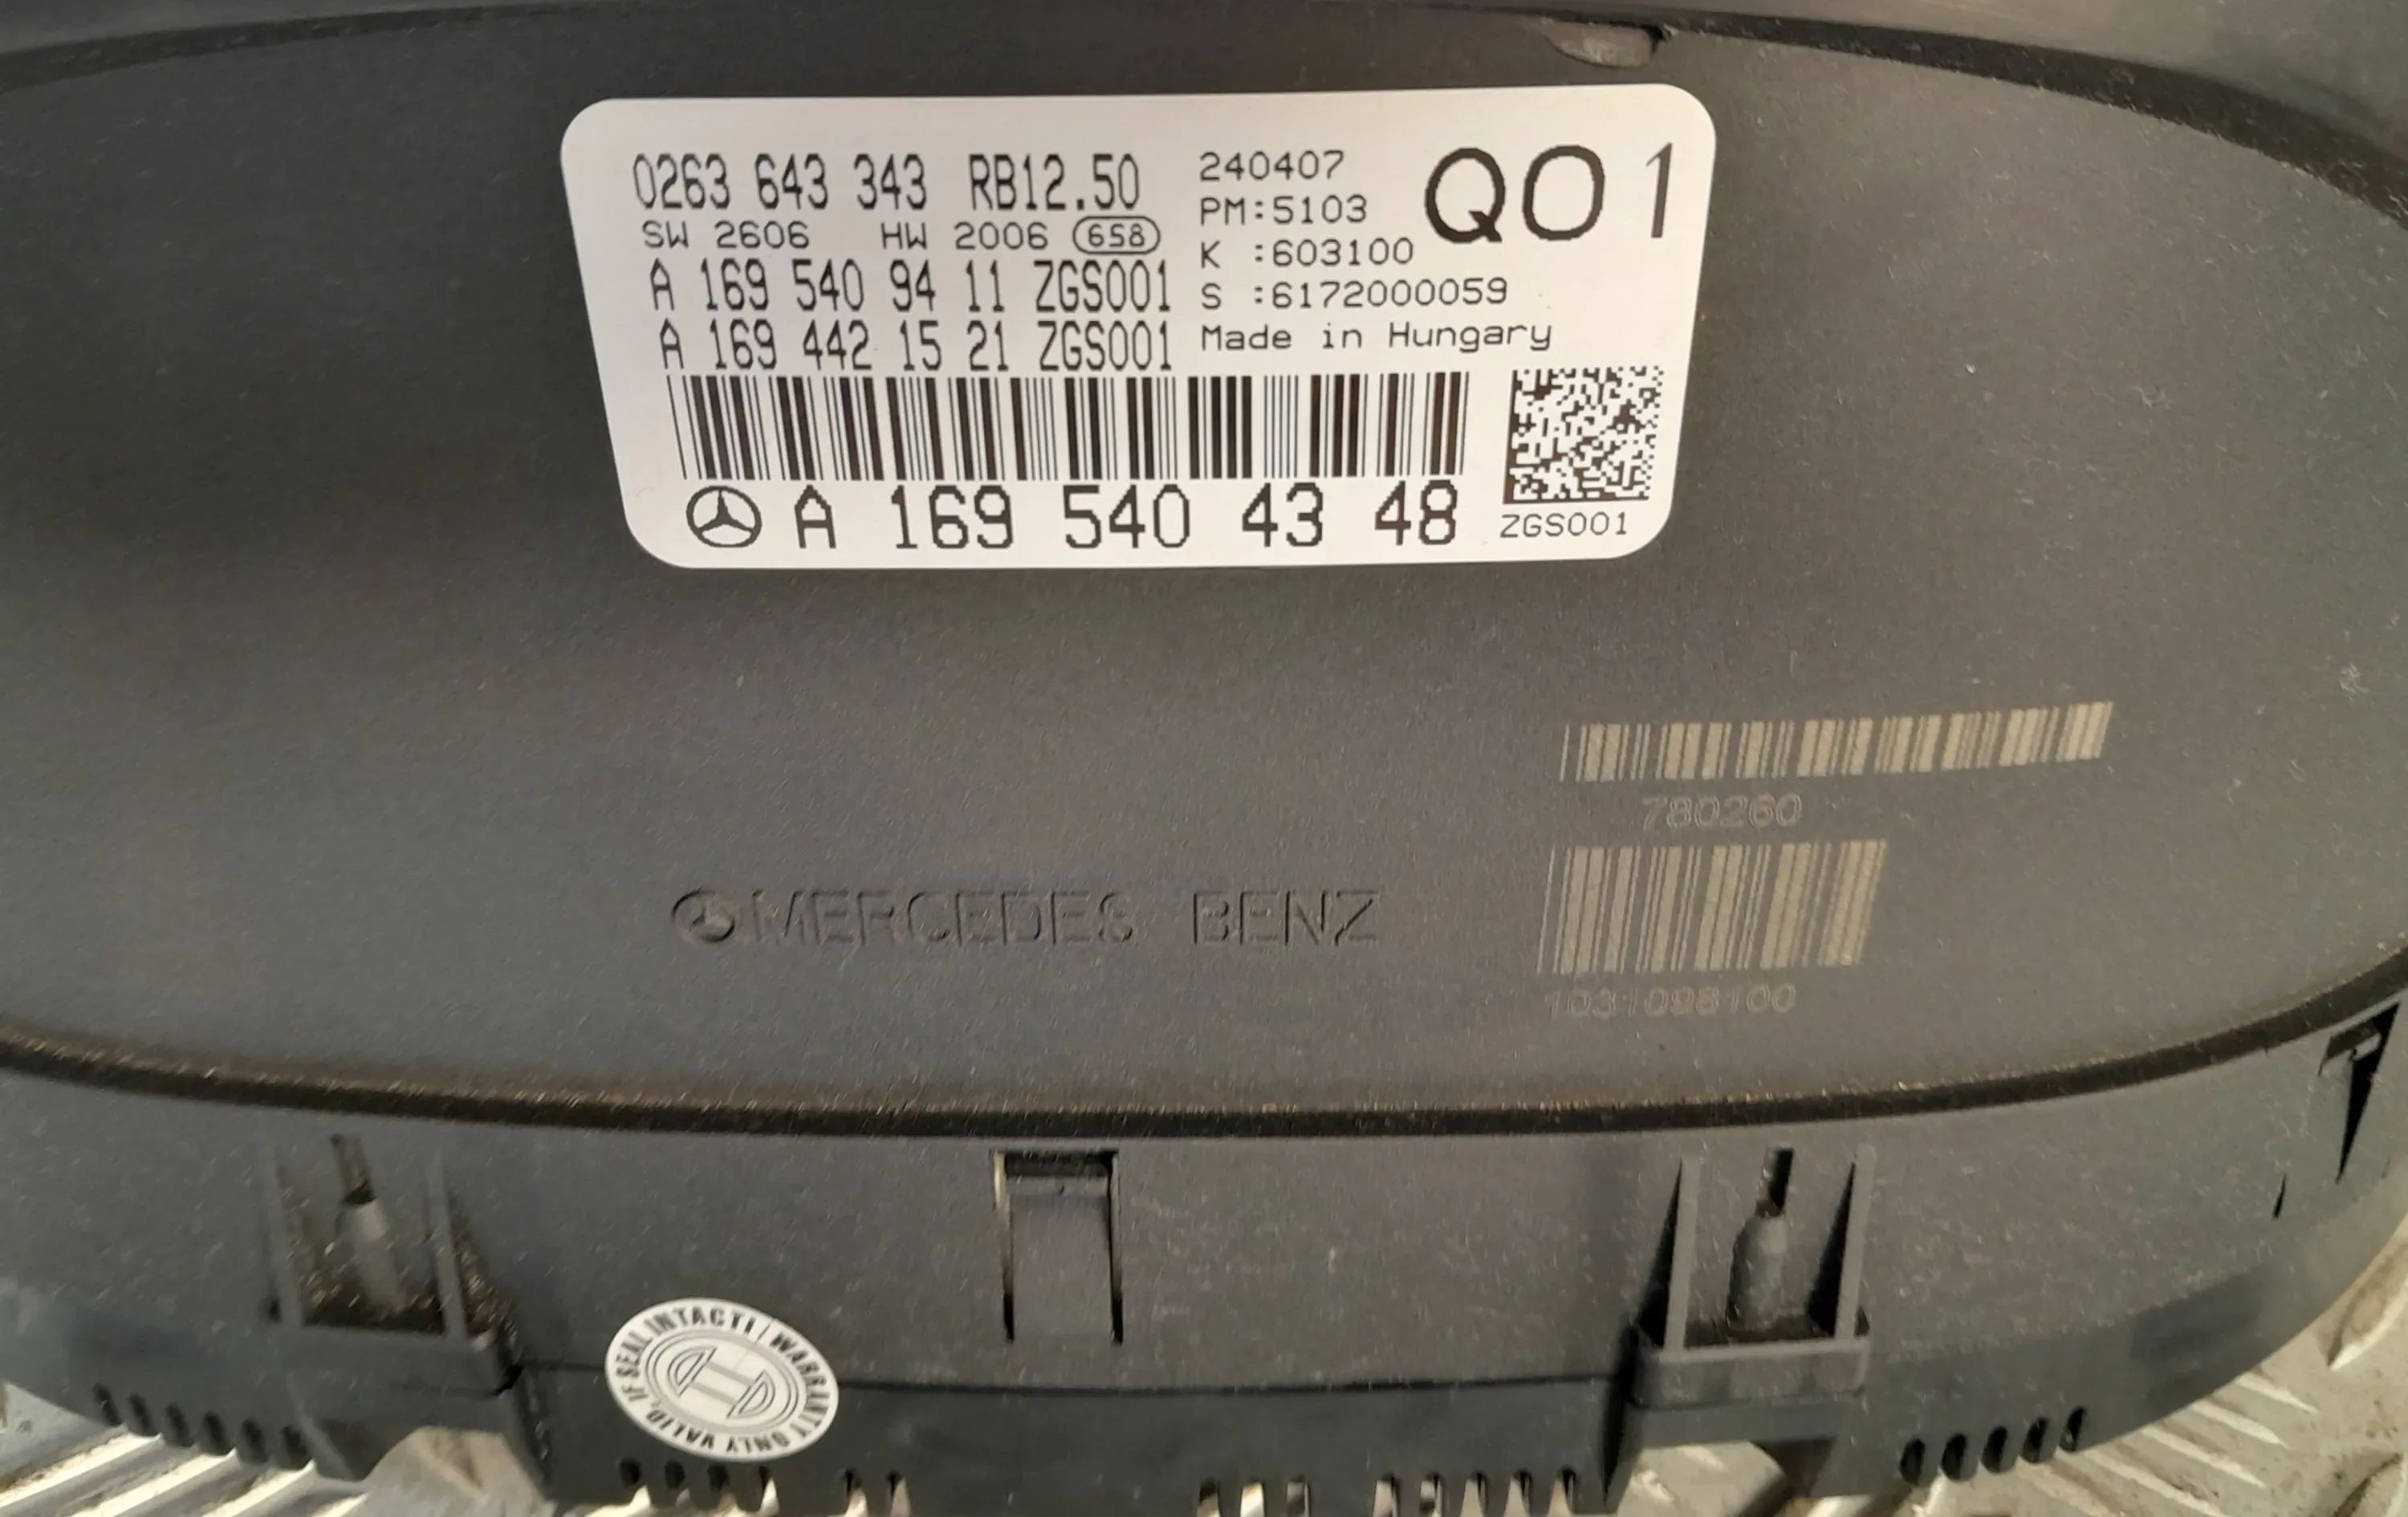 0263 643 343 RB12.50
SW 2606 HW 2006 658
A 169 540 94 11 ZGS001
A 169 442 15 21 ZGS001
240407
PM:5103
K :603100
S :6172000059
Made in Hungary
Q01
A 169 540 43 48
ZGS001
780260
MERCEDES BENZ
1031098100
WARRANTY ONLY VALID, IF SEAL INTACT!